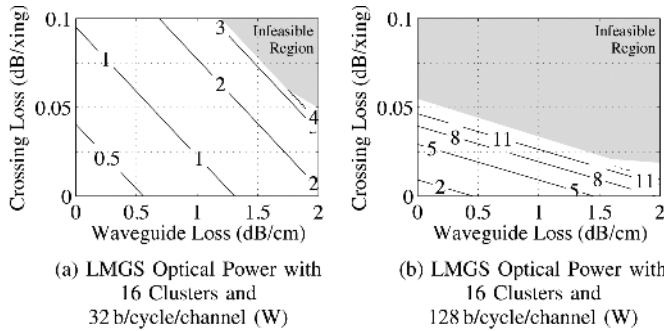 Crossing Loss (dB/xing)
0.1
0.05
0
3
Infeasible
Region
1
2
4
0.5
1
2
0 0.5 1 1.5 2
Waveguide Loss (dB/cm)
(a) LMGS Optical Power with
16 Clusters and
32 b/cycle/channel (W)
Crossing Loss (dB/xing)
0.1
0.05
0
Infeasible
Region
11
8
5
8
11
2
5
0 0.5 1 1.5 2
Waveguide Loss (dB/cm)
(b) LMGS Optical Power with
16 Clusters and
128 b/cycle/channel (W)